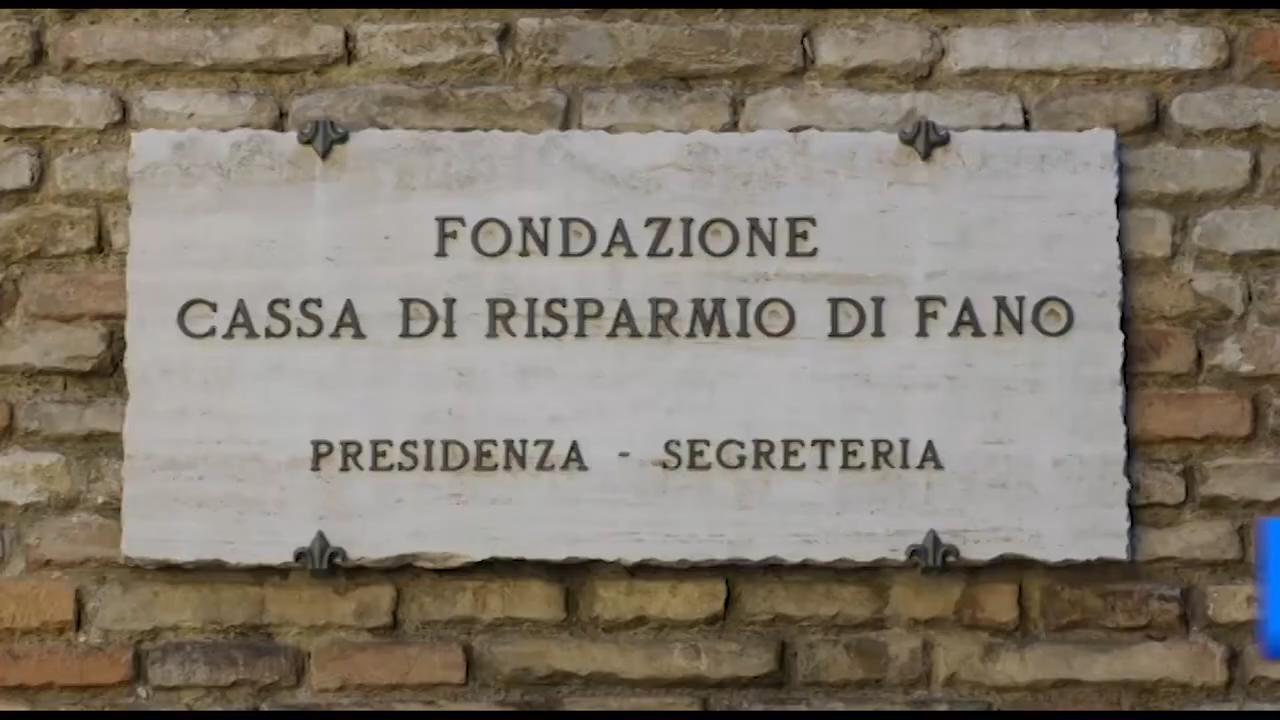 FONDAZIONE
CASSA DI RISPARMIO DI FANO
PRESIDENZA - SEGRETERIA